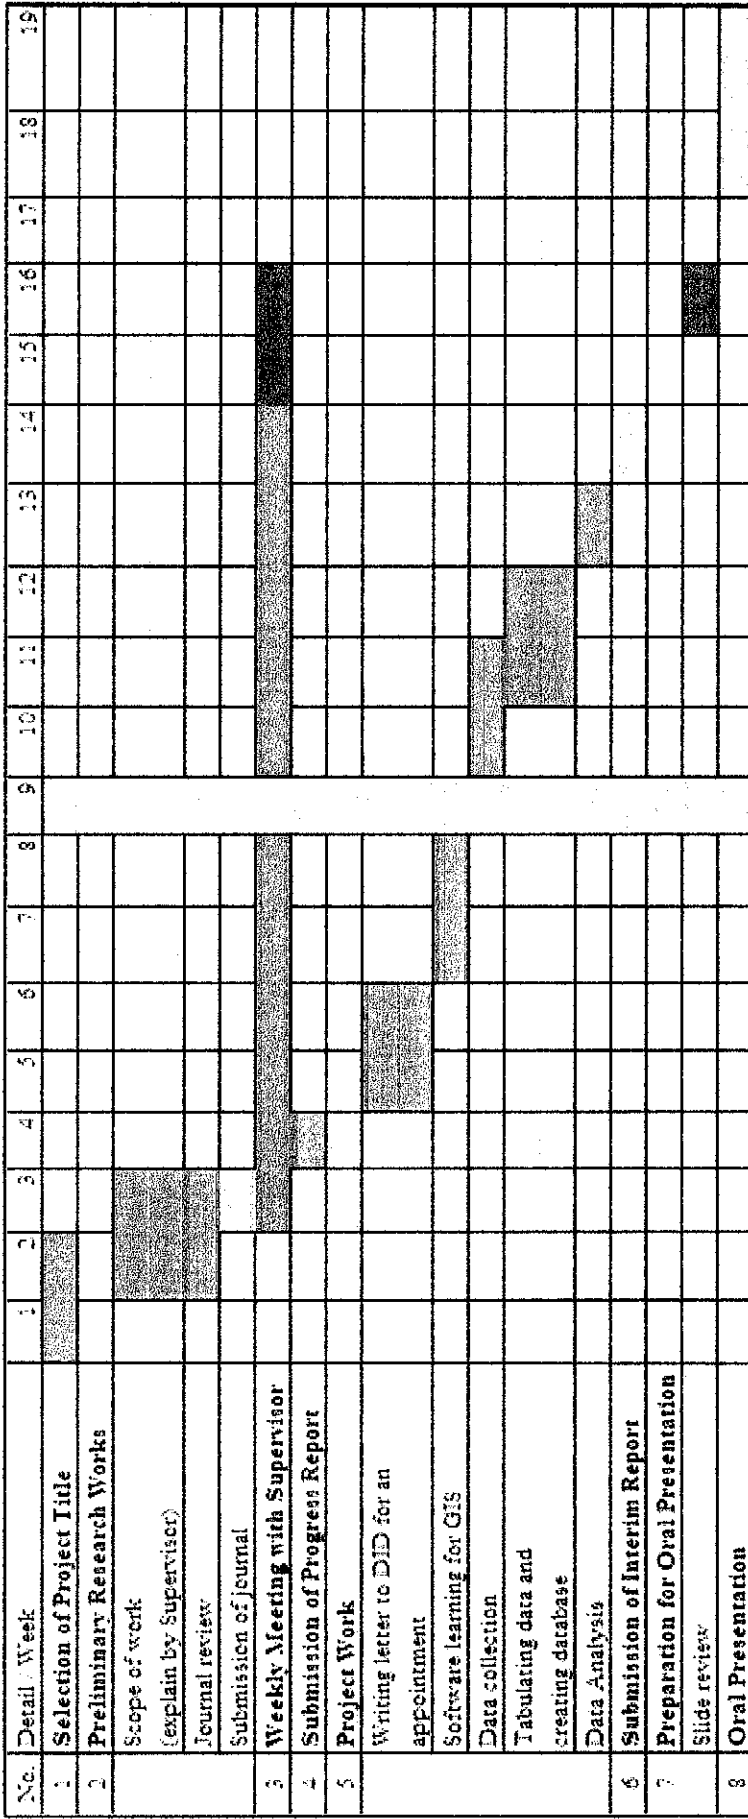 No. Detail / Week 1 2 3 4 5 6 7 8 9 10 11 12 13 14 15 16 17 18 19
1 Selection of Project Title
2 Preliminary Research Works
Scope of work
(explain by Supervisor)
Journal review
Submission of journal
3 Weekly Meeting with Supervisor
4 Submission of Progress Report
5 Project Work
Writing letter to DID for an
appointment
Software learning for GIS
Data collection
Tabulating data and
creating database
Data Analysis
6 Submission of Interim Report
7 Preparation for Oral Presentation
Slide review
8 Oral Presentation